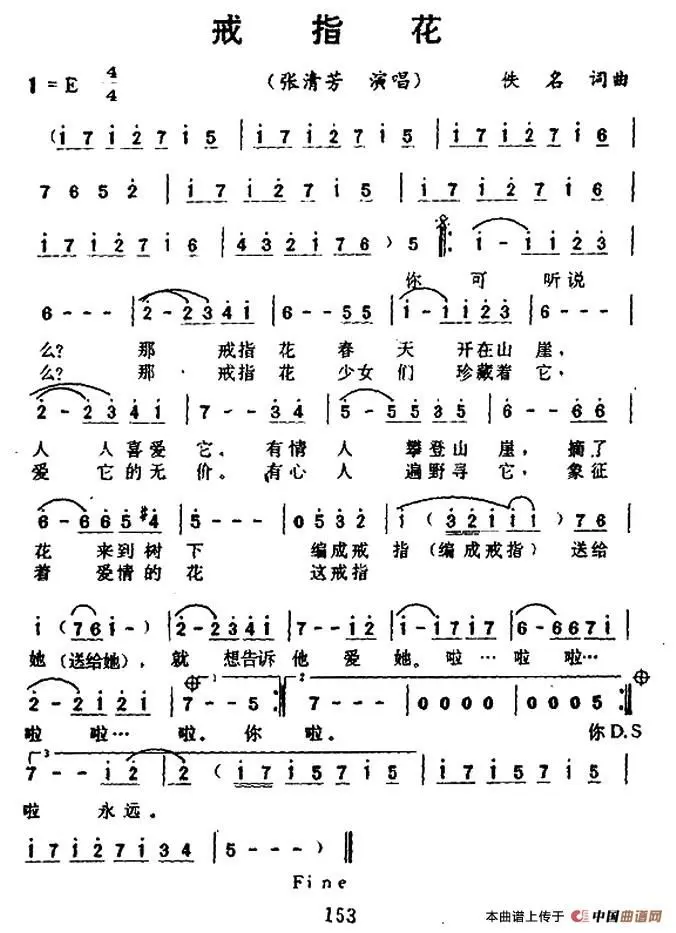 戒 指 花
1=E 4/4 （张清芳 演唱） 佚 名 词曲
（i 7 i 2 7 i 5 | i 7 i 2 7 i 5 | i 7 i 2 7 i 6 |
7 6 5 2 | i 7 i 2 7 i 5 | i 7 i 2 7 i 6 |
i 7 i 2 7 i 6 | 4 3 2 i 7 6 ）5 ‖: i - i i 2 3
你 可 听说
6 - - - | 2 - 2 3 4 i | 6 - - 5 5 | i - i i 2 3 | 6 - - -
么？ 那 戒指 花 春 天 开在山 崖，
么？ 那 戒指 花 少女 们 珍藏着 它，
2 - 2 3 4 i | 7 - - 3 4 | 5 - 5 5 3 5 | 6 - - 6 6
人 人喜爱 它。有情 人 攀登山 崖，摘了
爱 它的无 价。有心 人 遍野寻 它，象征
6 - 6 6 5 #4 | 5 - - - | 0 5 3 2 | i （3 2 i i i）7 6
花 来到树 下 编成戒 指（编成戒指）送给
着 爱情的 花 这戒指
i （7 6 i -） | 2 - 2 3 4 i | 7 - - i 2 | i - i 7 i 7 | 6 - 6 6 7 i
她（送给她），就 想告诉 他 爱 她。啦…啦 啦…
2 - 2 i 2 i | 7 - - 5 :‖ 7 - - - | 0 0 0 0 | 0 0 0 5 :‖
啦 啦… 啦。你 啦。 你 D.S
7 - - i 2 | 2 （i 7 i 5 7 i 5 | i 7 i 5 7 i 5 |
啦 永远。
i 7 i 2 7 i 3 4 | 5 - - - ）‖
Fine
153
本曲谱上传于 中国曲谱网